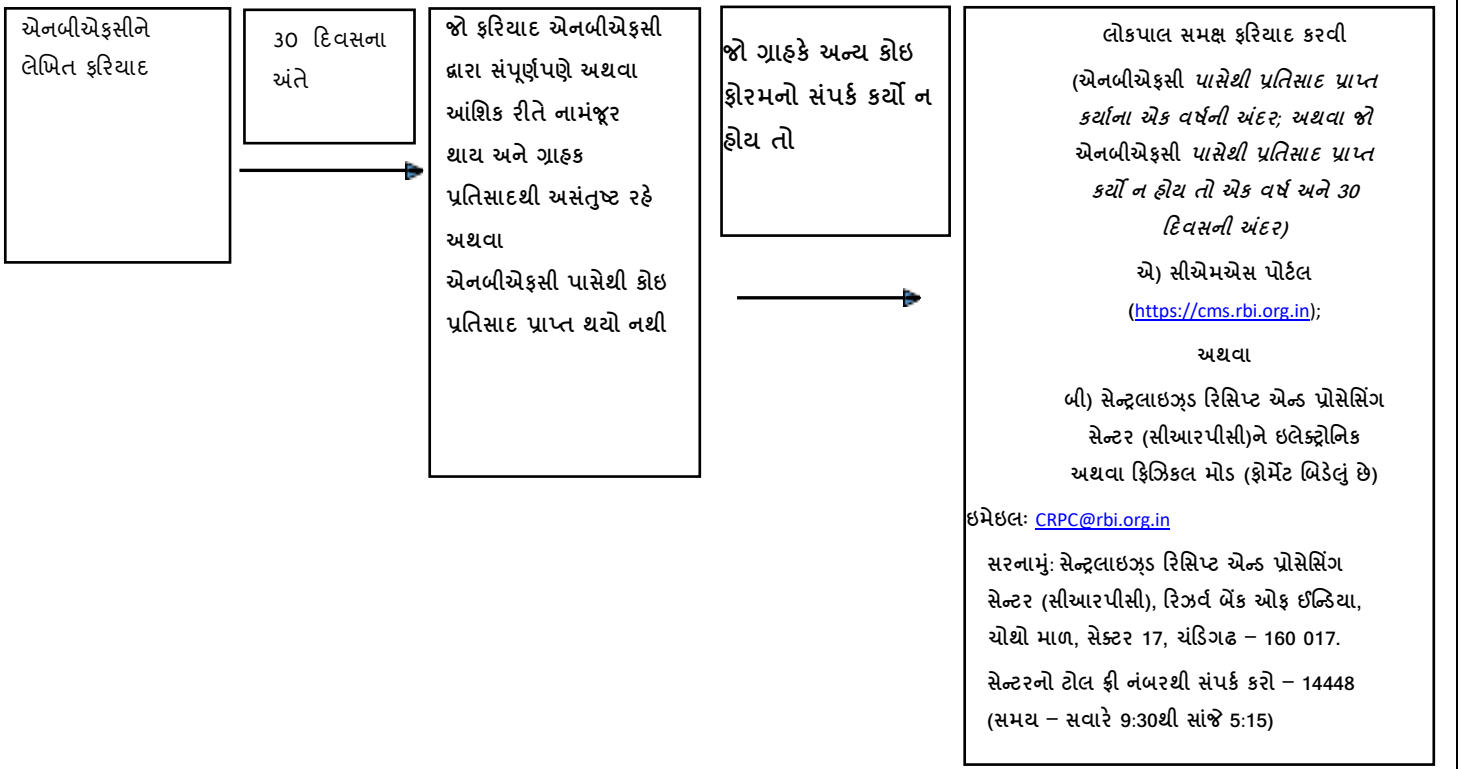 એનબીએફસીને
લેખિત ફરિયાદ
30 દિવસના
અંતે
જો ફરિયાદ એનબીએફસી
દ્વારા સંપૂર્ણપણે અથવા
આંશિક રીતે નામંજૂર
થાય અને ગ્રાહક
પ્રતિસાદથી અસંતુષ્ટ રહે
અથવા
એનબીએફસી પાસેથી કોઇ
પ્રતિસાદ પ્રાપ્ત થયો નથી
જો ગ્રાહકે અન્ય કોઇ
ફોરમનો સંપર્ક કર્યો ન
હોય તો
લોકપાલ સમક્ષ ફરિયાદ કરવી
(એનબીએફસી પાસેથી પ્રતિસાદ પ્રાપ્ત
કર્યાના એક વર્ષની અંદર; અથવા જો
એનબીએફસી પાસેથી પ્રતિસાદ પ્રાપ્ત
કર્યો ન હોય તો એક વર્ષ અને 30
દિવસની અંદર)
એ) સીએમએસ પોર્ટલ
(https://cms.rbi.org.in);
અથવા
બી) સેન્ટ્રલાઇઝ્ડ રિસિપ્ટ એન્ડ પ્રોસેસિંગ
સેન્ટર (સીઆરપીસી)ને ઇલેક્ટ્રોનિક
અથવા ફિઝિકલ મોડ (ફોર્મેટ બિડેલું છે)
ઇમેઇલઃ CRPC@rbi.org.in
સરનામું: સેન્ટ્રલાઇઝ્ડ રિસિપ્ટ એન્ડ પ્રોસેસિંગ
સેન્ટર (સીઆરપીસી), રિઝર્વ બેંક ઓફ ઈન્ડિયા,
ચોથો માળ, સેક્ટર 17, ચંડિગઢ – 160 017.
સેન્ટરનો ટોલ ફ્રી નંબરથી સંપર્ક કરો – 14448
(સમય – સવારે 9:30થી સાંજે 5:15)